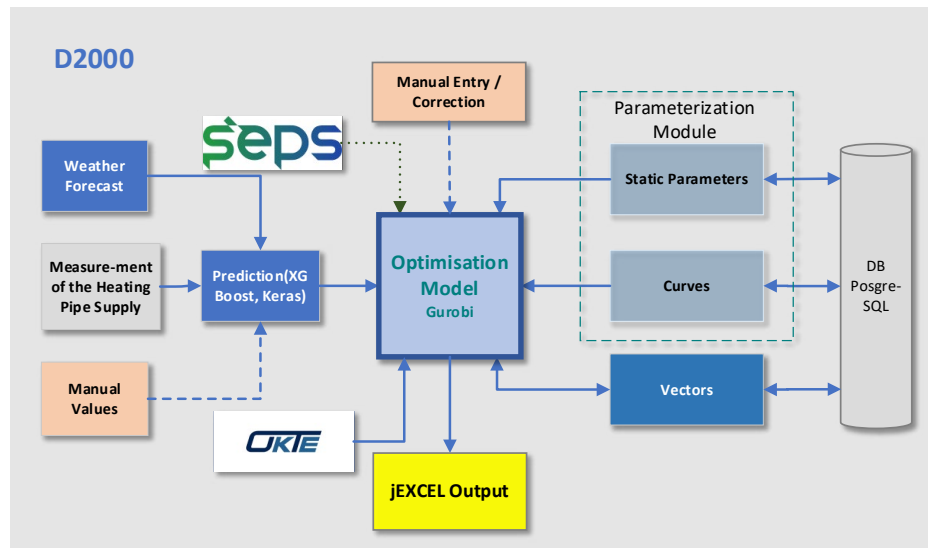 D2000
Manual Entry /
Correction
Parameterization
Module
seps
Weather
Forecast
Static Parameters
Measure-ment
of the Heating
Pipe Supply
Prediction(XG
Boost, Keras)
Optimisation
Model
Gurobi
Curves
DB
Posgre-
SQL
Manual
Values
Vectors
OKTE
jEXCEL Output